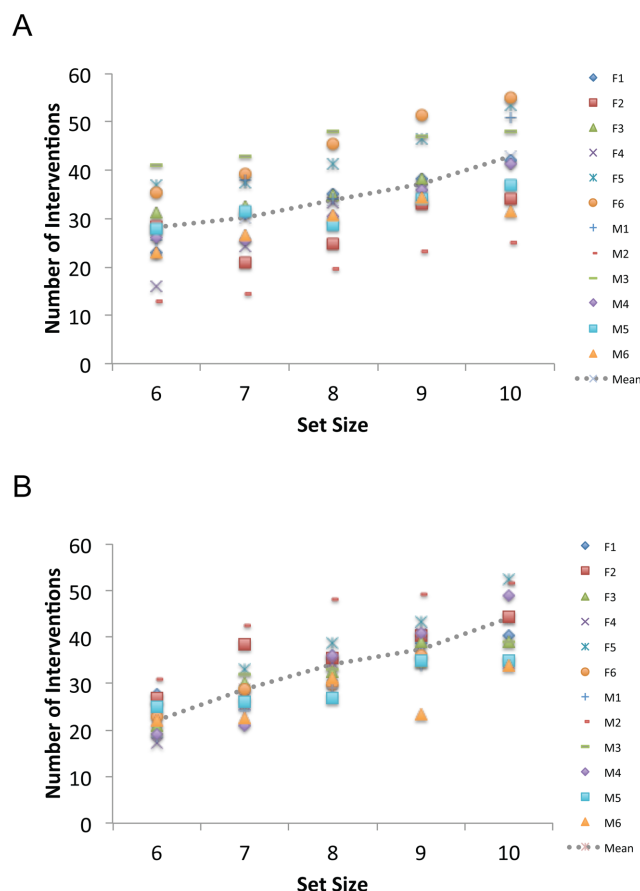 A
Number of Interventions
60
50
40
30
20
10
0
6 7 8 9 10
Set Size
F1
F2
F3
F4
F5
F6
M1
M2
M3
M4
M5
M6
Mean
B
Number of Interventions
60
50
40
30
20
10
0
6 7 8 9 10
Set Size
F1
F2
F3
F4
F5
F6
M1
M2
M3
M4
M5
M6
Mean